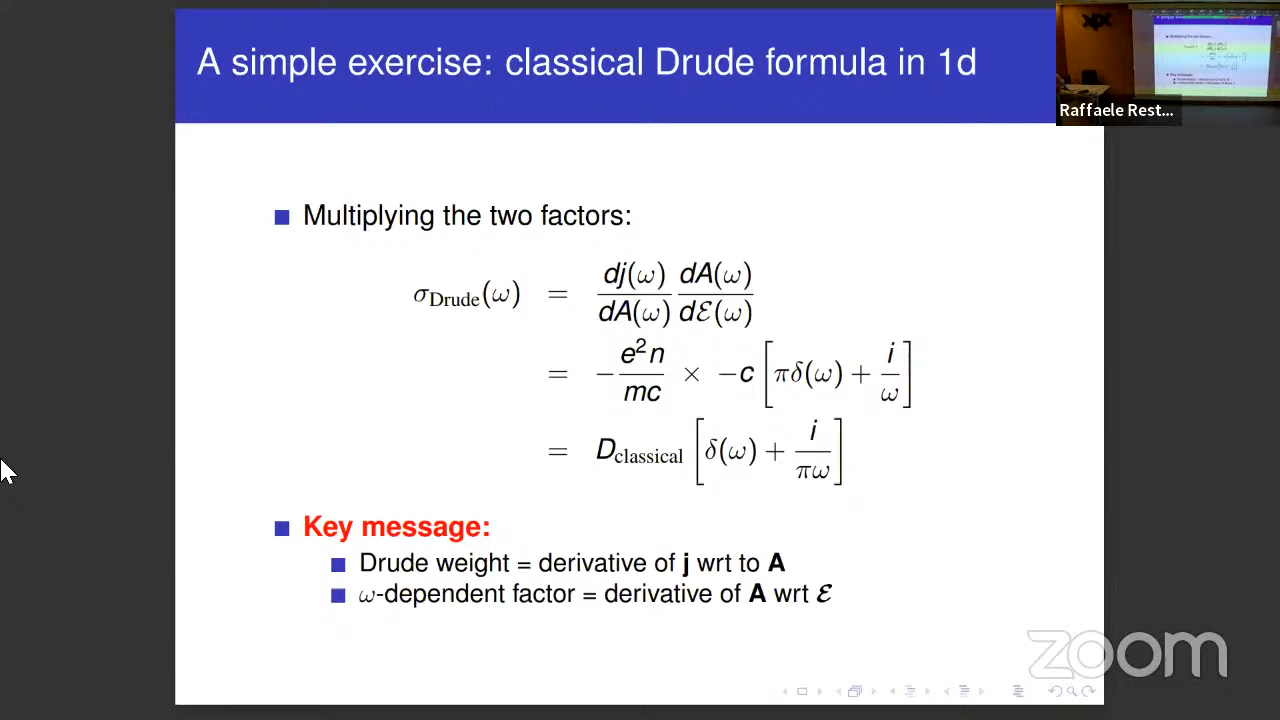 A simple exercise: classical Drude formula in 1d
Raffaele Rest...
Multiplying the two factors:
σ_Drude(ω) = dj(ω)/dA(ω) dA(ω)/dℰ(ω)
= − e²n/mc × −c [πδ(ω) + i/ω]
= D_classical [δ(ω) + i/πω]
Key message:
Drude weight = derivative of j wrt to A
ω-dependent factor = derivative of A wrt ℰ
zoom